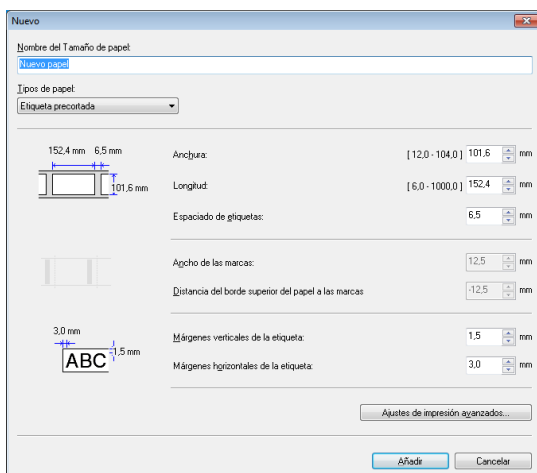 Nuevo
Nombre del Tamaño de papel:
Nuevo papel
Tipos de papel:
Etiqueta precortada
152,4 mm 6,5 mm
101,6 mm
Anchura: [ 12,0 - 104,0 ] 101,6 mm
Longitud: [ 6,0 - 1000,0 ] 152,4 mm
Espaciado de etiquetas: 6,5 mm
Ancho de las marcas: 12,5 mm
Distancia del borde superior del papel a las marcas -12,5 mm
3,0 mm
1,5 mm
ABC
Márgenes verticales de la etiqueta: 1,5 mm
Márgenes horizontales de la etiqueta: 3,0 mm
Ajustes de impresión avanzados...
Añadir Cancelar